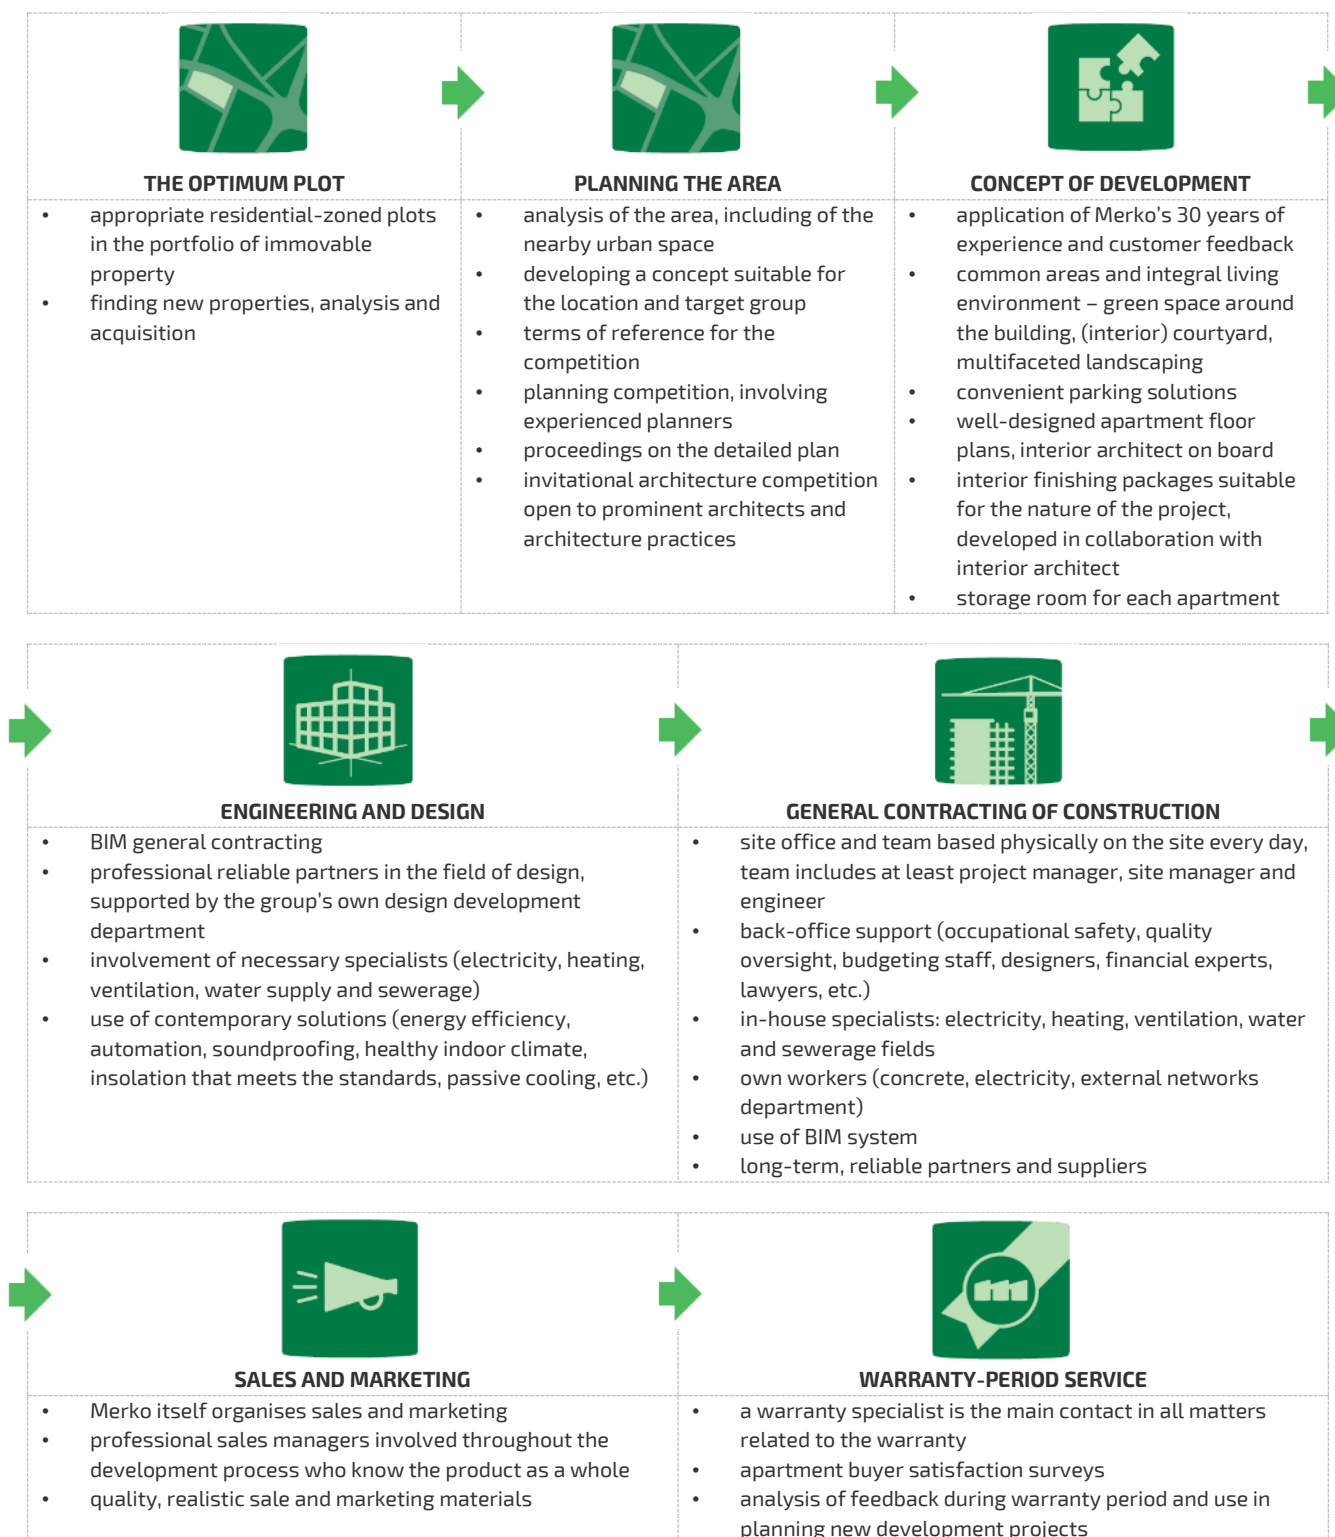 THE OPTIMUM PLOT
• appropriate residential-zoned plots
in the portfolio of immovable
property
• finding new properties, analysis and
acquisition
PLANNING THE AREA
• analysis of the area, including of the
nearby urban space
• developing a concept suitable for
the location and target group
• terms of reference for the
competition
• planning competition, involving
experienced planners
• proceedings on the detailed plan
• invitational architecture competition
open to prominent architects and
architecture practices
CONCEPT OF DEVELOPMENT
• application of Merko's 30 years of
experience and customer feedback
• common areas and integral living
environment – green space around
the building, (interior) courtyard,
multifaceted landscaping
• convenient parking solutions
• well-designed apartment floor
plans, interior architect on board
• interior finishing packages suitable
for the nature of the project,
developed in collaboration with
interior architect
• storage room for each apartment
ENGINEERING AND DESIGN
• BIM general contracting
• professional reliable partners in the field of design,
supported by the group's own design development
department
• involvement of necessary specialists (electricity, heating,
ventilation, water supply and sewerage)
• use of contemporary solutions (energy efficiency,
automation, soundproofing, healthy indoor climate,
insolation that meets the standards, passive cooling, etc.)
GENERAL CONTRACTING OF CONSTRUCTION
• site office and team based physically on the site every day,
team includes at least project manager, site manager and
engineer
• back-office support (occupational safety, quality
oversight, budgeting staff, designers, financial experts,
lawyers, etc.)
• in-house specialists: electricity, heating, ventilation, water
and sewerage fields
• own workers (concrete, electricity, external networks
department)
• use of BIM system
• long-term, reliable partners and suppliers
SALES AND MARKETING
• Merko itself organises sales and marketing
• professional sales managers involved throughout the
development process who know the product as a whole
• quality, realistic sale and marketing materials
WARRANTY-PERIOD SERVICE
• a warranty specialist is the main contact in all matters
related to the warranty
• apartment buyer satisfaction surveys
• analysis of feedback during warranty period and use in
planning new development projects